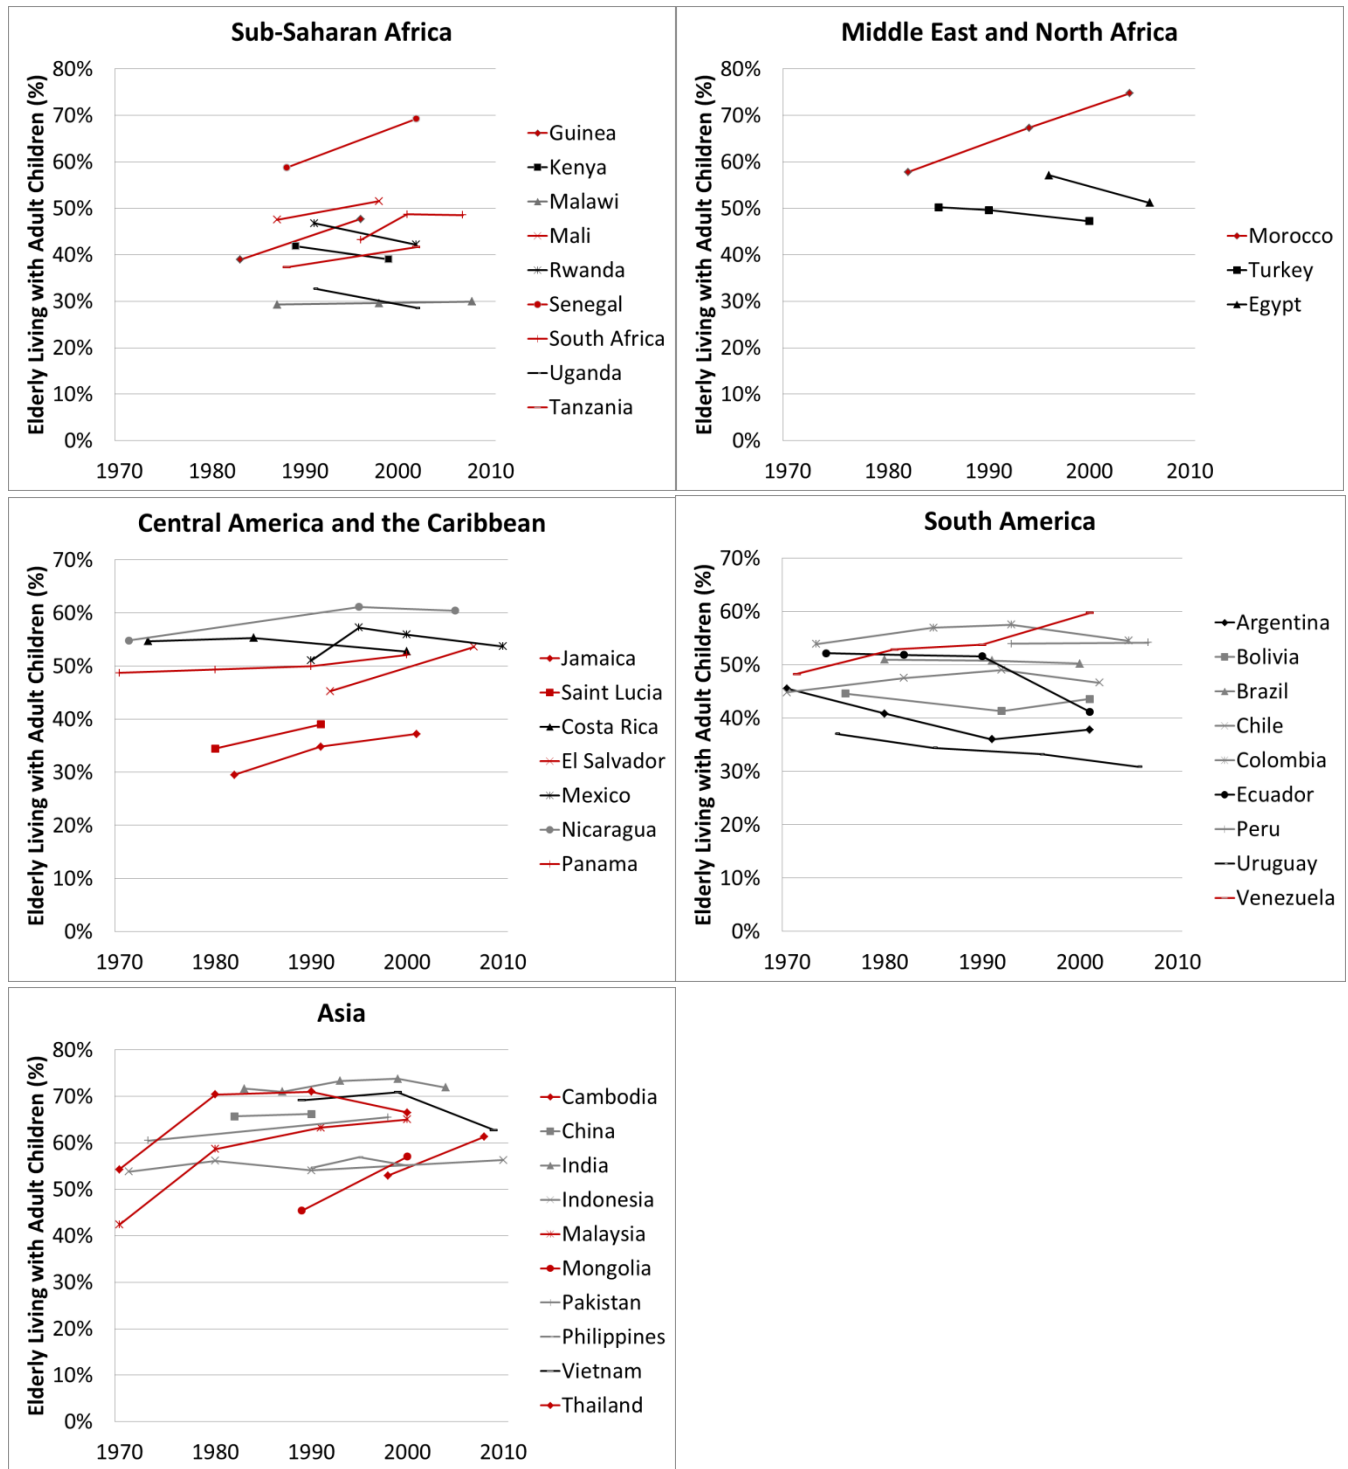 Sub-Saharan Africa
Elderly Living with Adult Children (%)
80%
70%
60%
50%
40%
30%
20%
10%
0%
1970 1980 1990 2000 2010
Guinea
Kenya
Malawi
Mali
Rwanda
Senegal
South Africa
Uganda
Tanzania
Middle East and North Africa
Elderly Living with Adult Children (%)
80%
70%
60%
50%
40%
30%
20%
10%
0%
1970 1980 1990 2000 2010
Morocco
Turkey
Egypt
Central America and the Caribbean
Elderly Living with Adult Children (%)
70%
60%
50%
40%
30%
20%
10%
0%
1970 1980 1990 2000 2010
Jamaica
Saint Lucia
Costa Rica
El Salvador
Mexico
Nicaragua
Panama
South America
Elderly Living with Adult Children (%)
70%
60%
50%
40%
30%
20%
10%
0%
1970 1980 1990 2000 2010
Argentina
Bolivia
Brazil
Chile
Colombia
Ecuador
Peru
Uruguay
Venezuela
Asia
Elderly Living with Adult Children (%)
80%
70%
60%
50%
40%
30%
20%
10%
0%
1970 1980 1990 2000 2010
Cambodia
China
India
Indonesia
Malaysia
Mongolia
Pakistan
Philippines
Vietnam
Thailand